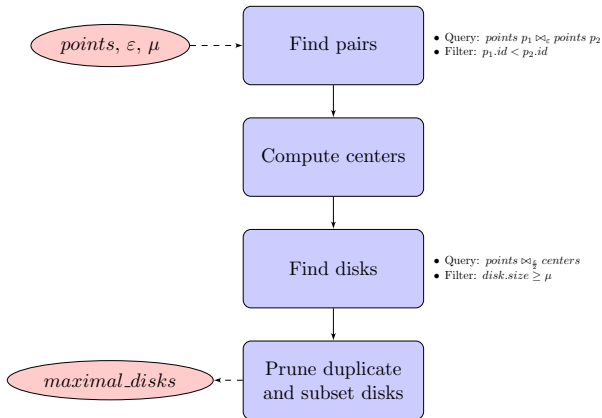 points, ε, μ
Find pairs
• Query: points p₁ ⋈ε points p₂
• Filter: p₁.id < p₂.id
Compute centers
Find disks
• Query: points ⋈ε/2 centers
• Filter: disk.size ≥ μ
maximal_disks
Prune duplicate
and subset disks